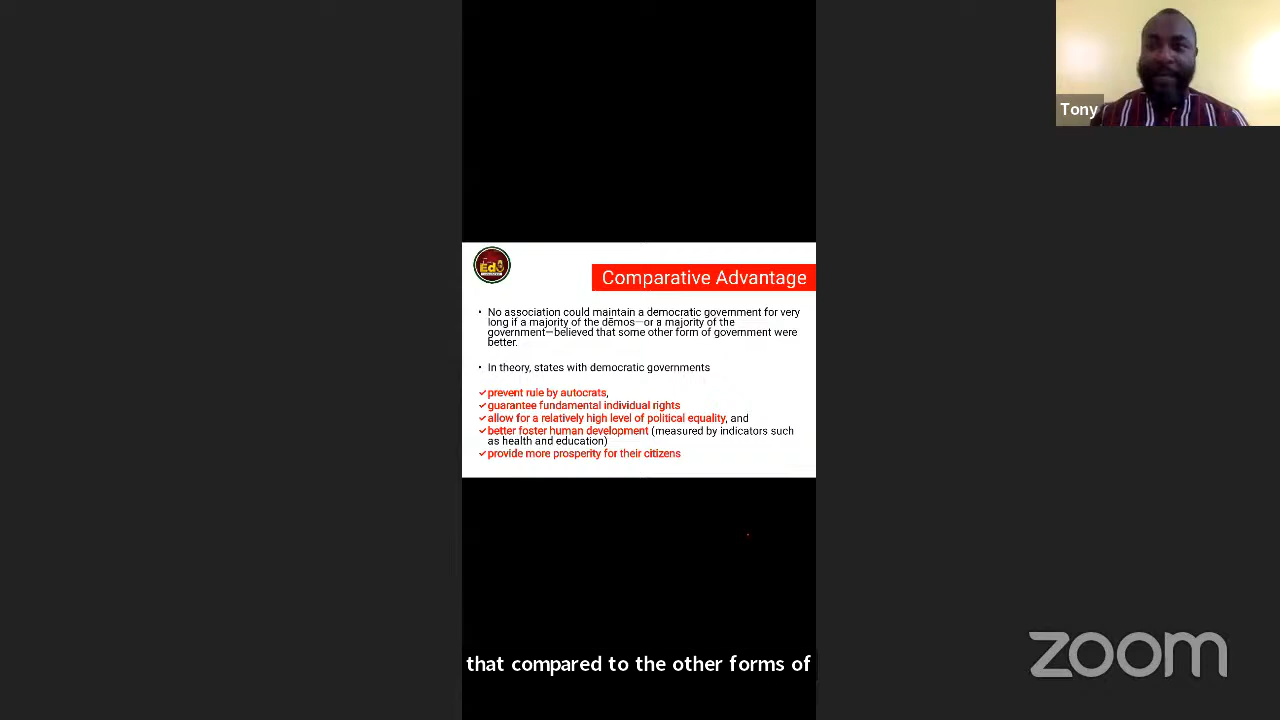 Tony
Ed
Comparative Advantage
• No association could maintain a democratic government for very
long if a majority of the dēmos—or a majority of the
government—believed that some other form of government were
better.
• In theory, states with democratic governments
✓prevent rule by autocrats,
✓guarantee fundamental individual rights
✓allow for a relatively high level of political equality, and
✓better foster human development (measured by indicators such
as health and education)
✓provide more prosperity for their citizens
that compared to the other forms of
zoom